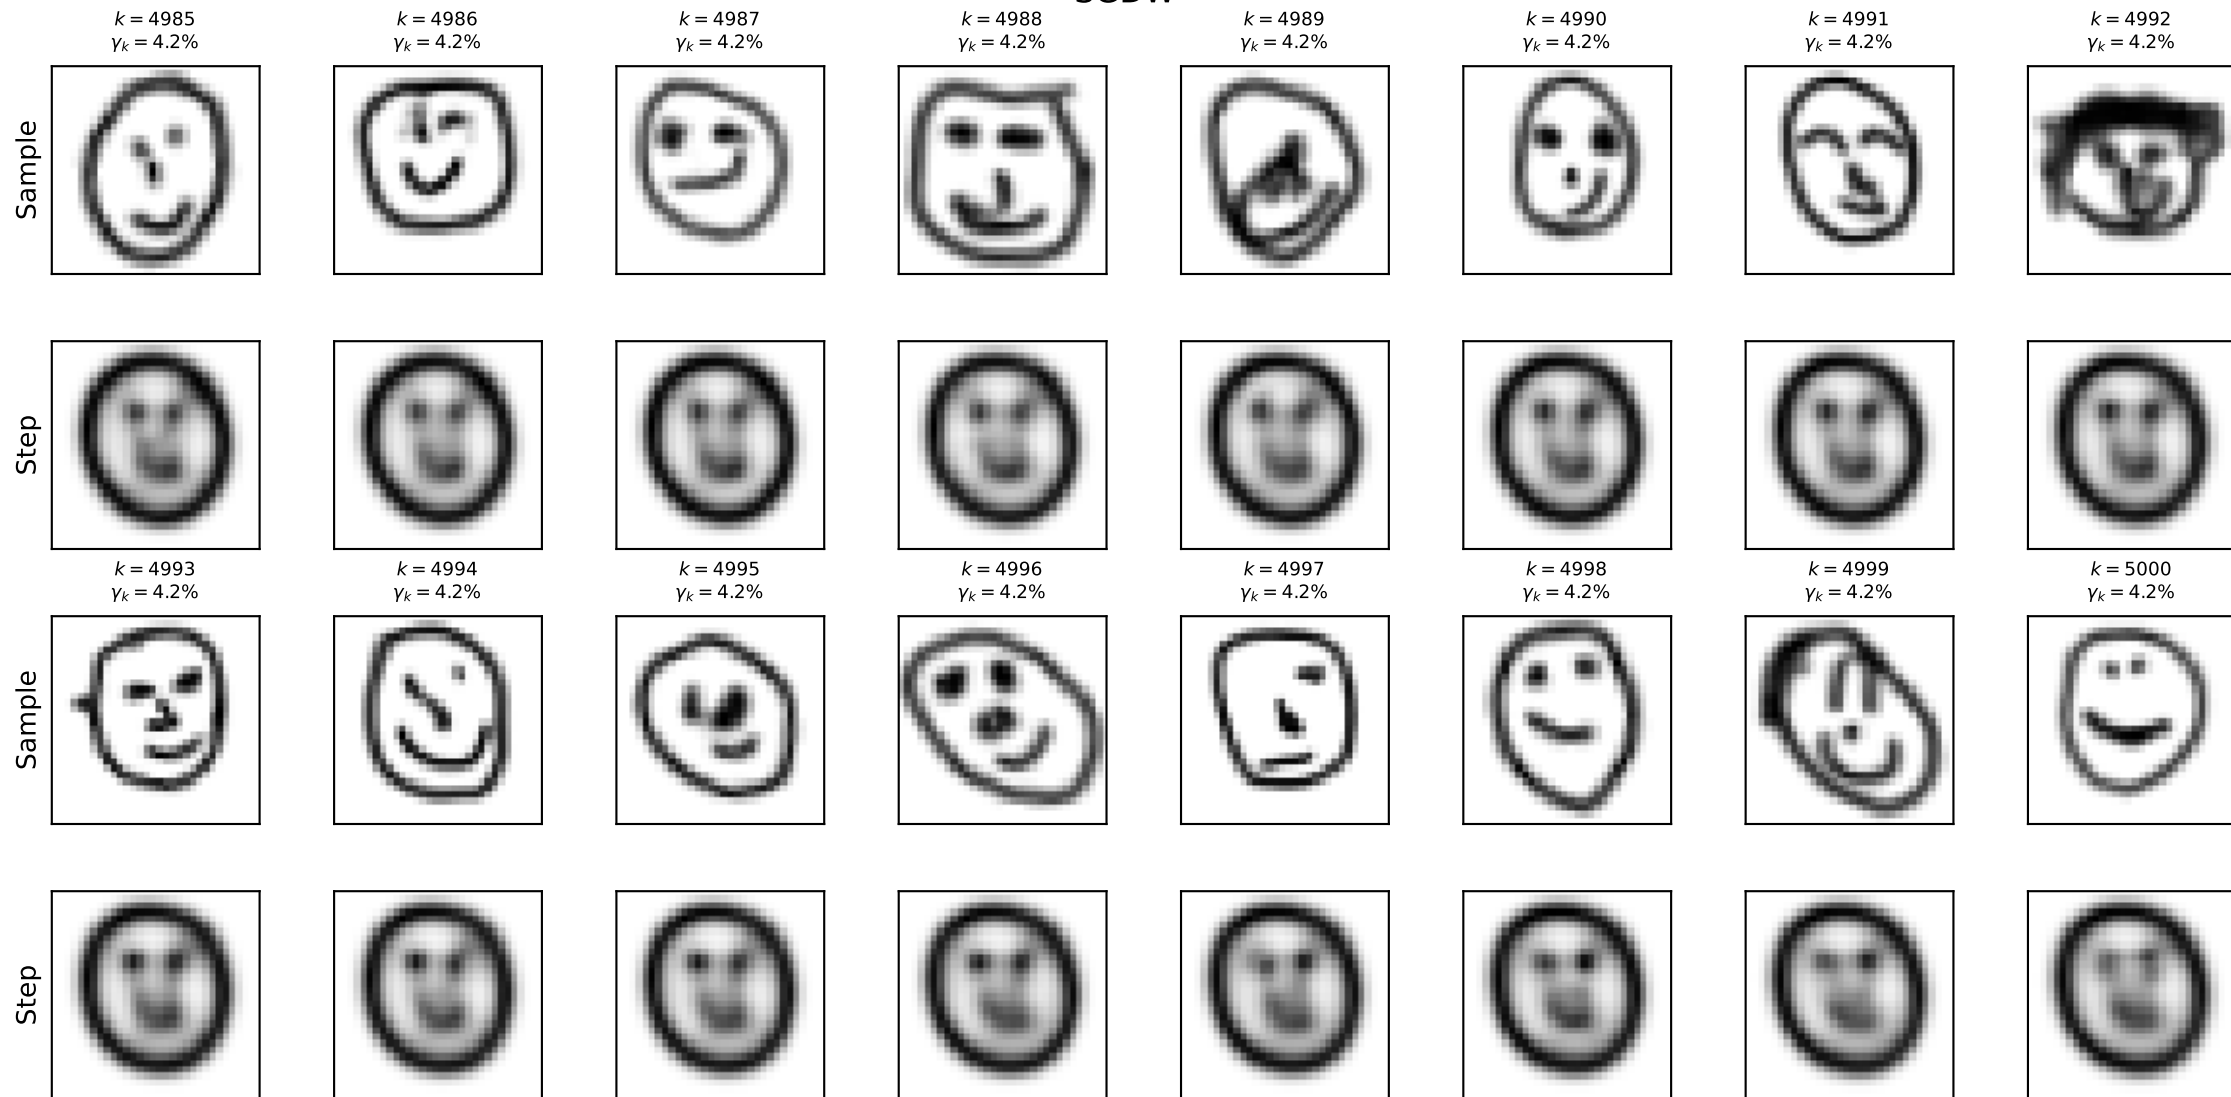 k = 4985 k = 4986 k = 4987 k = 4988 k = 4989 k = 4990 k = 4991 k = 4992
γk = 4.2% γk = 4.2% γk = 4.2% γk = 4.2% γk = 4.2% γk = 4.2% γk = 4.2% γk = 4.2%
Sample
Step
k = 4993 k = 4994 k = 4995 k = 4996 k = 4997 k = 4998 k = 4999 k = 5000
γk = 4.2% γk = 4.2% γk = 4.2% γk = 4.2% γk = 4.2% γk = 4.2% γk = 4.2% γk = 4.2%
Sample
Step